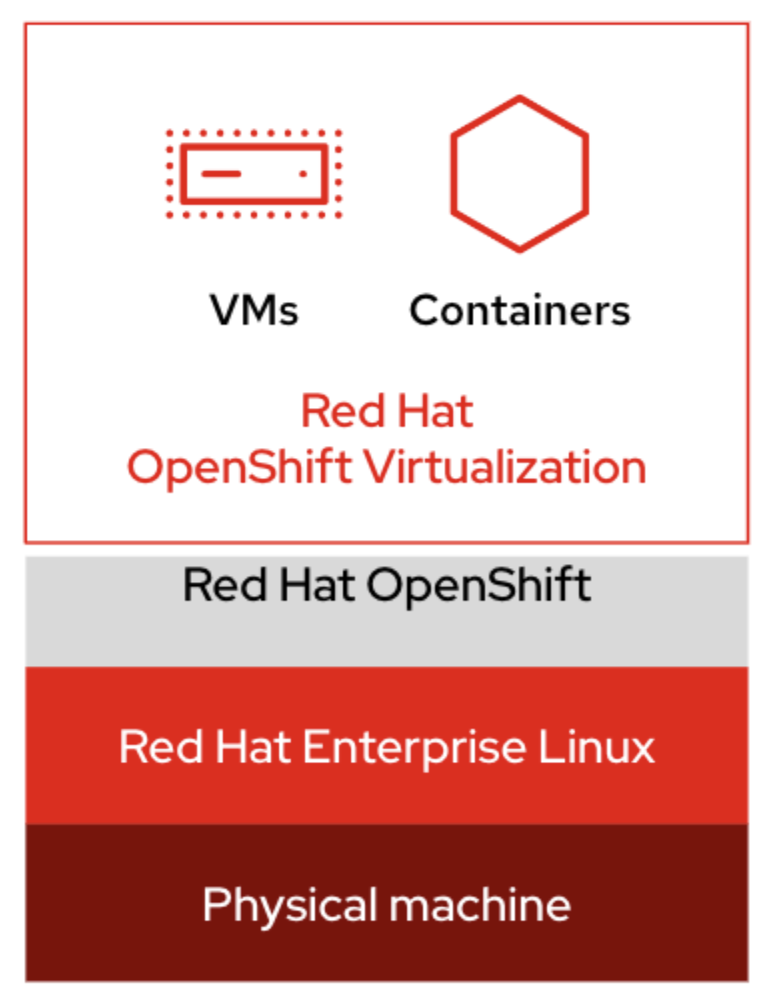 VMs
Containers
Red Hat
OpenShift Virtualization
Red Hat OpenShift
Red Hat Enterprise Linux
Physical machine